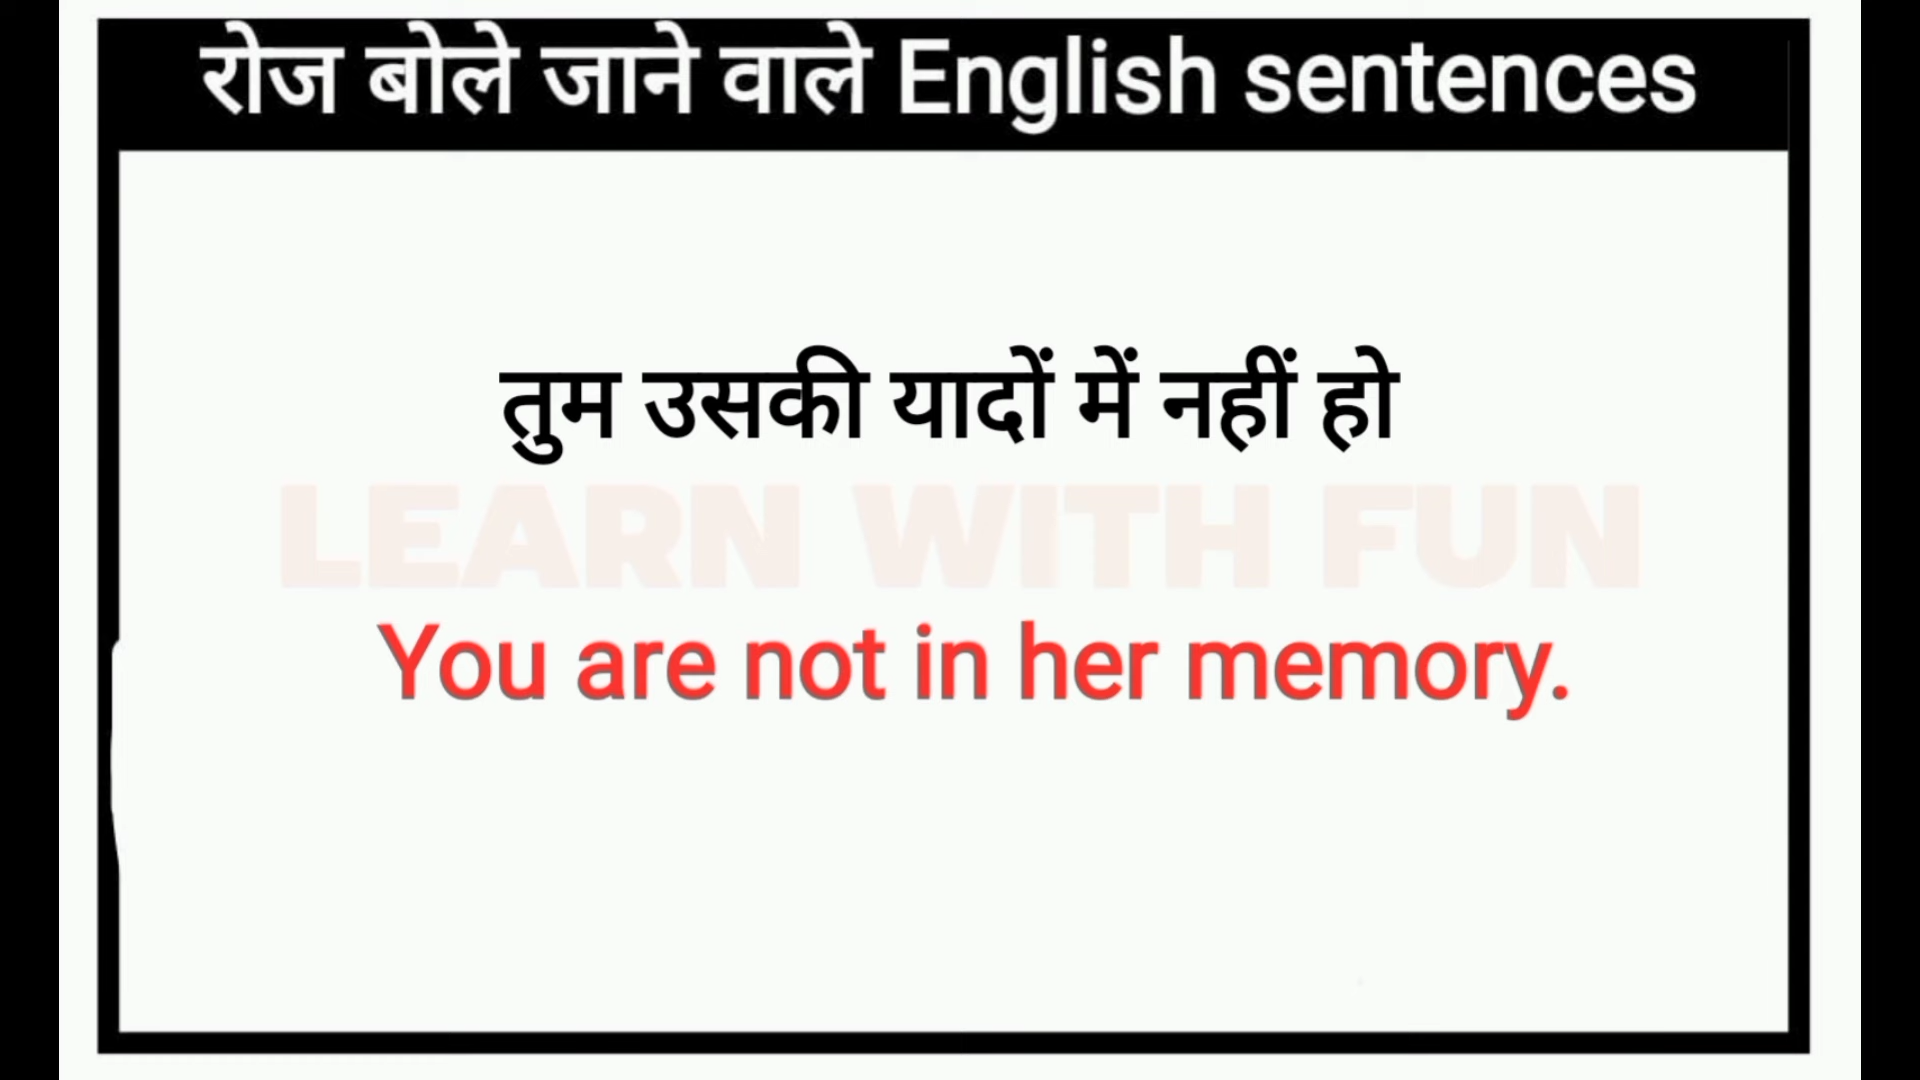 रोज बोले जाने वाले English sentences
तुम उसकी यादों में नहीं हो
LEARN WITH FUN
You are not in her memory.